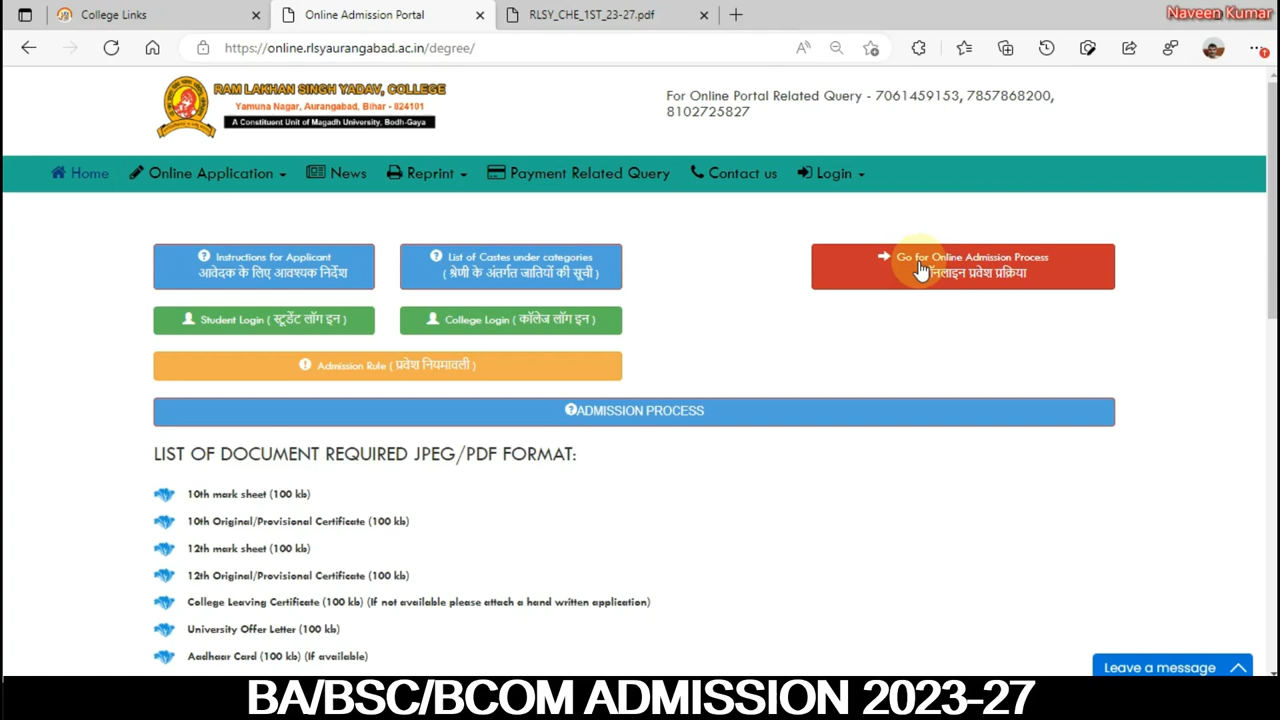 College Links
Online Admission Portal
RLSY_CHE_1ST_23-27.pdf
Naveen Kumar
https://online.rlsyaurangabad.ac.in/degree/
RAM LAKHAN SINGH YADAV, COLLEGE
Yamuna Nagar, Aurangabad, Bihar - 824101
A Constituent Unit of Magadh University, Bodh-Gaya
For Online Portal Related Query - 7061459153, 7857868200,
8102725827
Home Online Application News Reprint Payment Related Query Contact us Login
Instructions for Applicant
आवेदक के लिए आवश्यक निर्देश
List of Castes under categories
( श्रेणी के अंतर्गत जातियों की सूची )
Go for Online Admission Process
ऑनलाइन प्रवेश प्रक्रिया
Student Login ( स्टूडेंट लॉग इन )
College Login ( कॉलेज लॉग इन )
Admission Rule ( प्रवेश नियमावली )
ADMISSION PROCESS
LIST OF DOCUMENT REQUIRED JPEG/PDF FORMAT:
10th mark sheet (100 kb)
10th Original/Provisional Certificate (100 kb)
12th mark sheet (100 kb)
12th Original/Provisional Certificate (100 kb)
College Leaving Certificate (100 kb) (If not available please attach a hand written application)
University Offer Letter (100 kb)
Aadhaar Card (100 kb) (If available)
Leave a message
BA/BSC/BCOM ADMISSION 2023-27